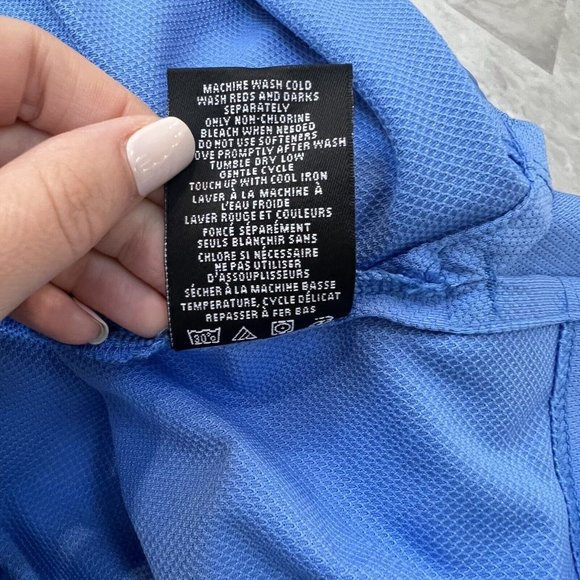 MACHINE WASH COLD
WASH REDS AND DARKS
SEPARATELY
ONLY NON-CHLORINE
BLEACH WHEN NEEDED
DO NOT USE SOFTENERS
OVE PROMPTLY AFTER WASH
TUMBLE DRY LOW
GENTLE CYCLE
TOUCH UP WITH COOL IRON
LAVER À LA MACHINE À
L'EAU FROIDE
LAVER ROUGE ET COULEURS
FONCÉ SÉPARÉMENT
SEULS BLANCHIR SANS
CHLORE SI NÉCESSAIRE
NE PAS UTILISER
D'ASSOUPLISSEURS
SÉCHER À LA MACHINE BASSE
TEMPERATURE, CYCLE DÉLICAT
REPASSER À FER BAS
30°C